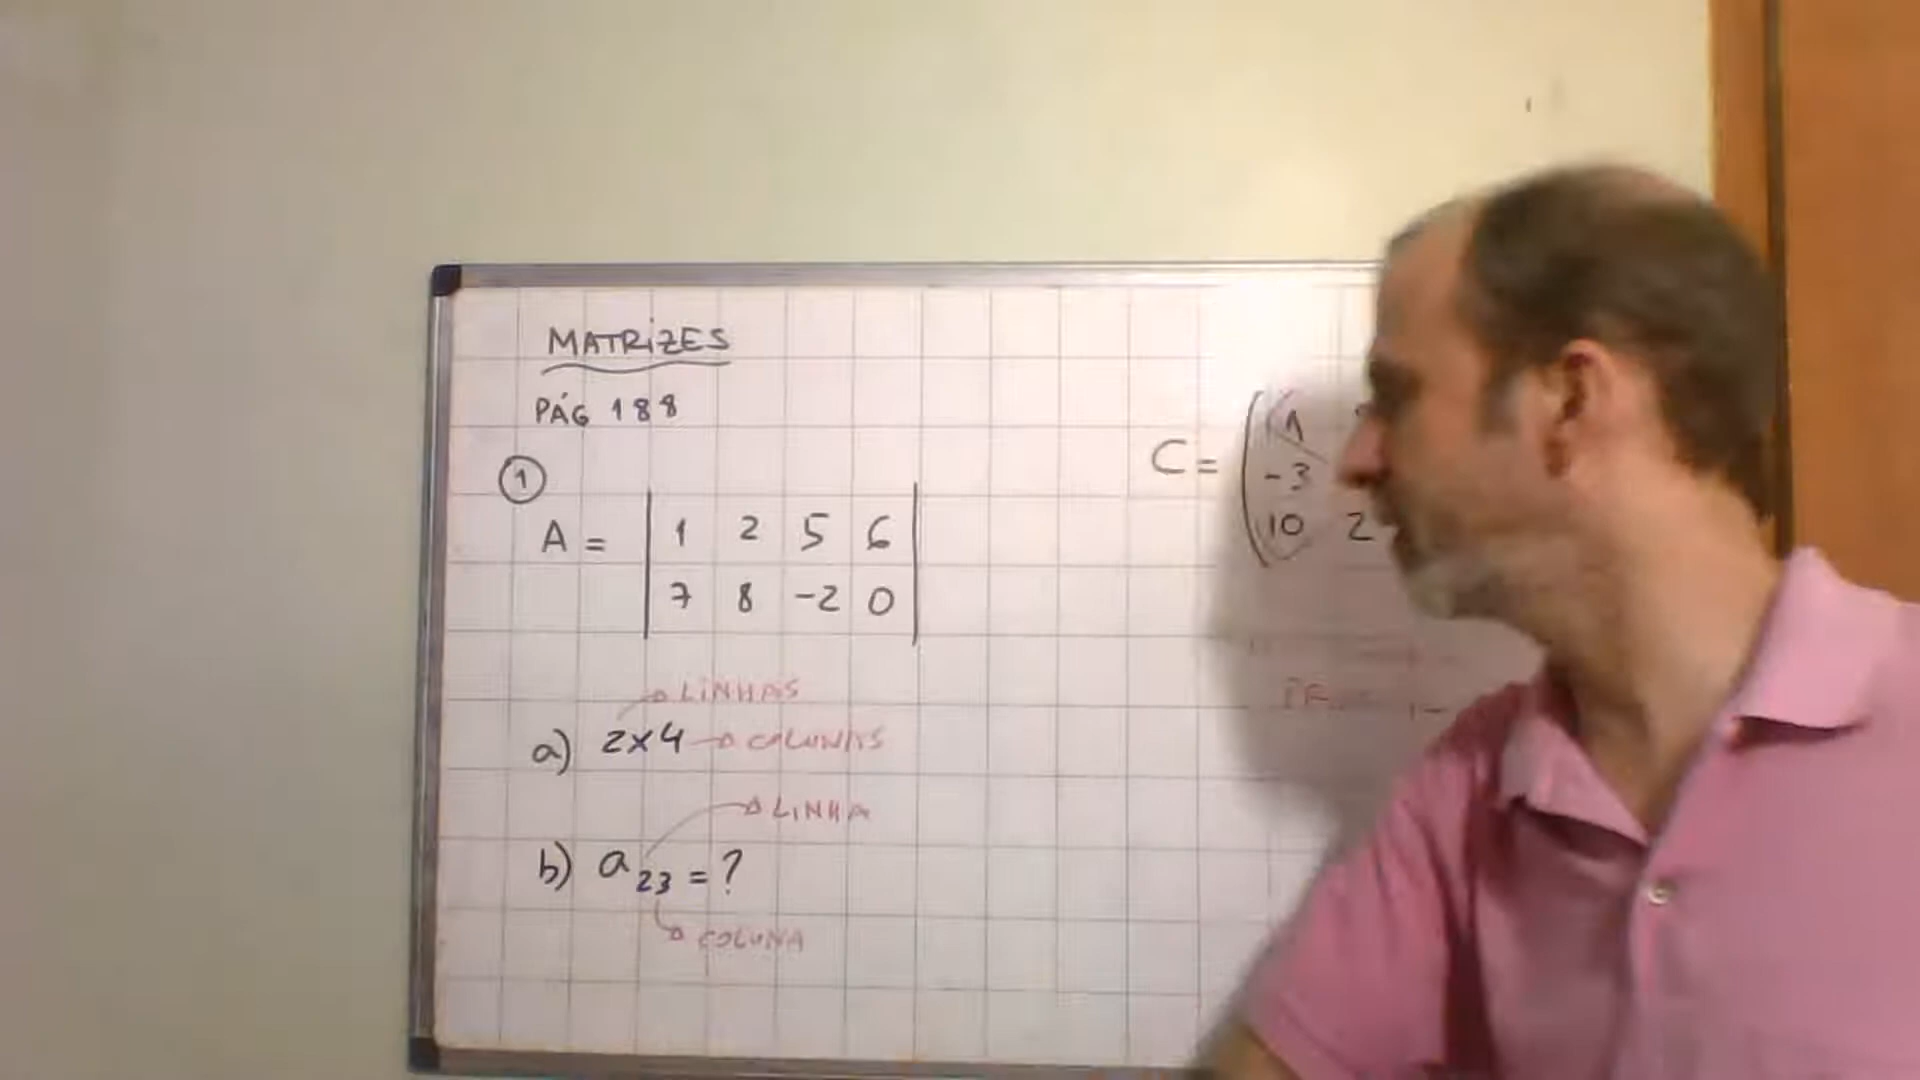 MATRIZES
PÁG 188
1
A = | 1 2 5 6 |
| 7 8 -2 0 |
LINHAS
a) 2x4 COLUNAS
LINHA
b) a23 = ?
COLUNA
C = ( 1
-3
10 2